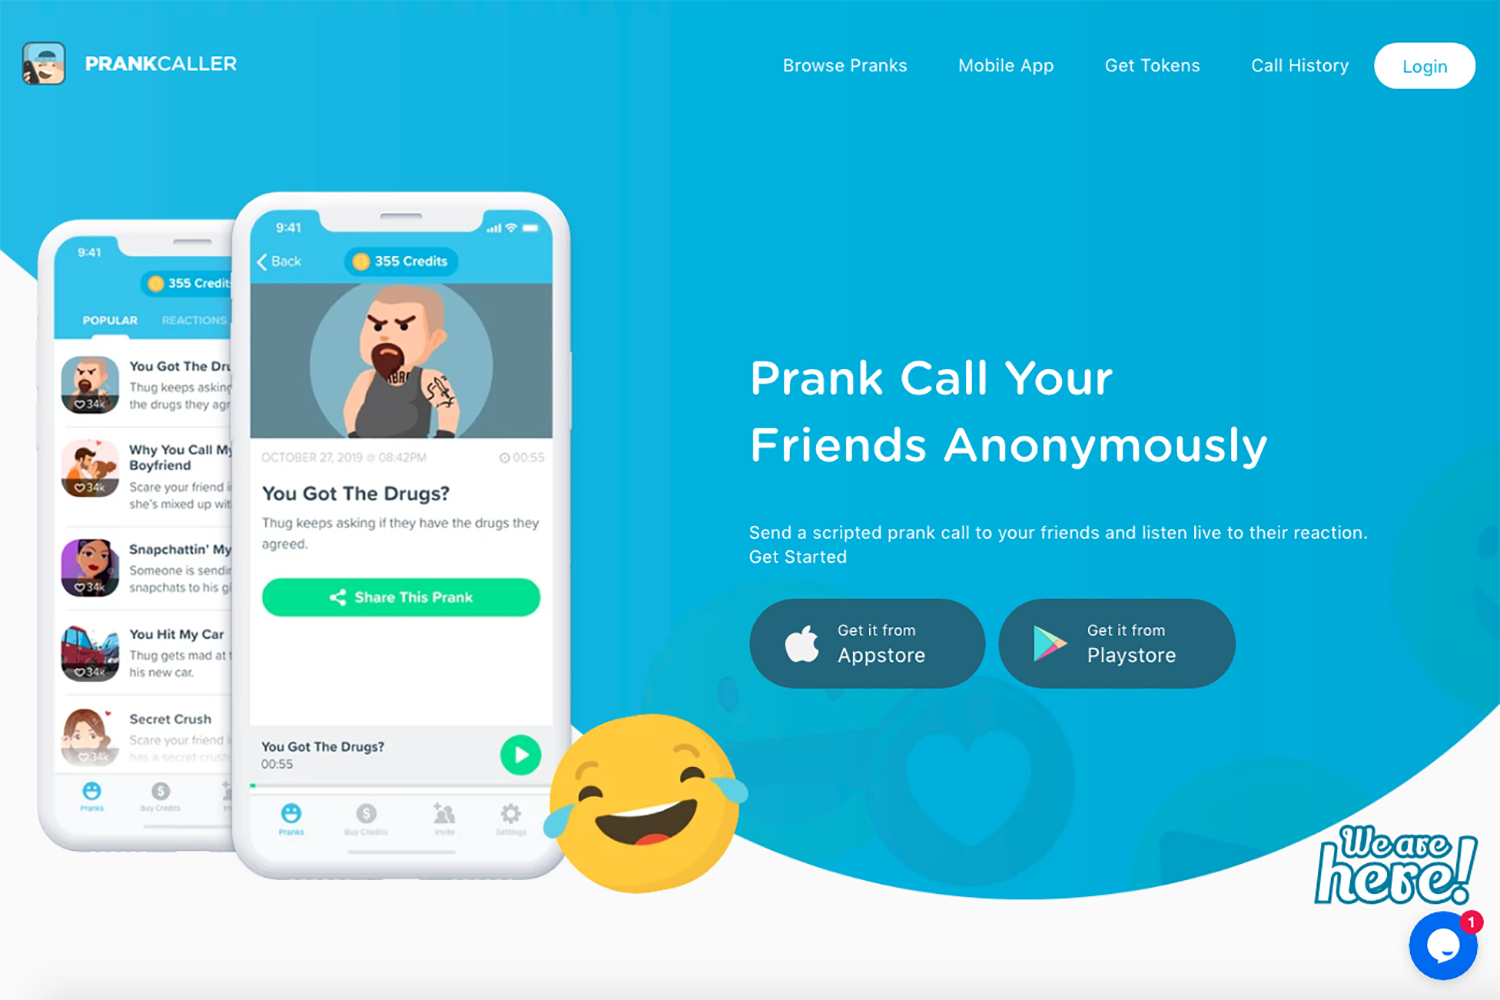 PRANKCALLER
Browse Pranks
Mobile App
Get Tokens
Call History
Login
9:41
355 Credits
POPULAR
REACTIONS
You Got The
Thug keeps asking
the drugs they
34k
Why You Call My
Boyfriend
Scare your friend
she's mixed up
34k
Snapchattin' My
Someone is
snapchats to his
34k
You Hit My Car
Thug gets mad at
his new car.
34k
Secret Crush
Scare your friend
has a secret crush
34k
Pranks
Buy Credits
9:41
Back
355 Credits
OCTOBER 27, 2019 @ 08:42PM
00:55
You Got The Drugs?
Thug keeps asking if they have the drugs they
agreed.
Share This Prank
You Got The Drugs?
00:55
Pranks
Buy Credits
Invite
Settings
Prank Call Your
Friends Anonymously
Send a scripted prank call to your friends and listen live to their reaction.
Get Started
Get it from
Appstore
Get it from
Playstore
We are
here!
1